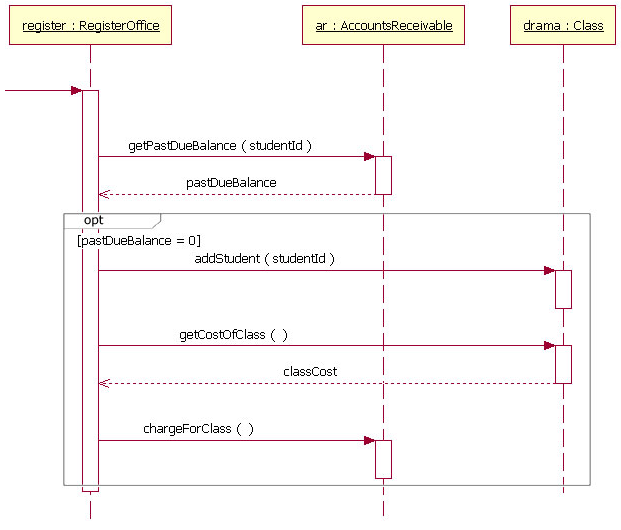 register : RegisterOffice
ar : AccountsReceivable
drama : Class
getPastDueBalance ( studentId )
pastDueBalance
opt
[pastDueBalance = 0]
addStudent ( studentId )
getCostOfClass (  )
classCost
chargeForClass (  )